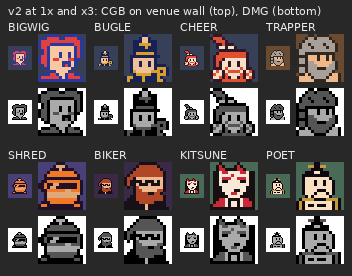 v2 at 1x and x3: CGB on venue wall (top), DMG (bottom)
BIGWIG BUGLE CHEER TRAPPER
SHRED BIKER KITSUNE POET